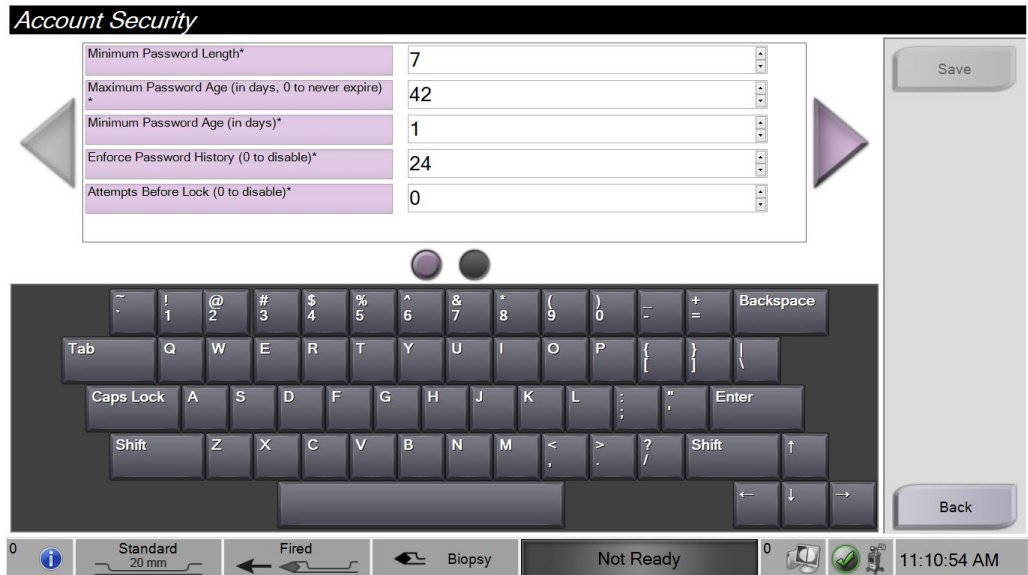 Account Security
Minimum Password Length*
7
Maximum Password Age (in days, 0 to never expire)
*
42
Minimum Password Age (in days)*
1
Enforce Password History (0 to disable)*
24
Attempts Before Lock (0 to disable)*
0
Save
~ ! @ # $ % ^ & * ( ) _ + Backspace
` 1 2 3 4 5 6 7 8 9 0 - =
Tab Q W E R T Y U I O P { } |
[ ] \
Caps Lock A S D F G H J K L : " Enter
; '
Shift Z X C V B N M < > ? Shift ↑
, . /
← ↓ →
Back
0
Standard
20 mm
Fired
Biopsy
Not Ready
0
11:10:54 AM